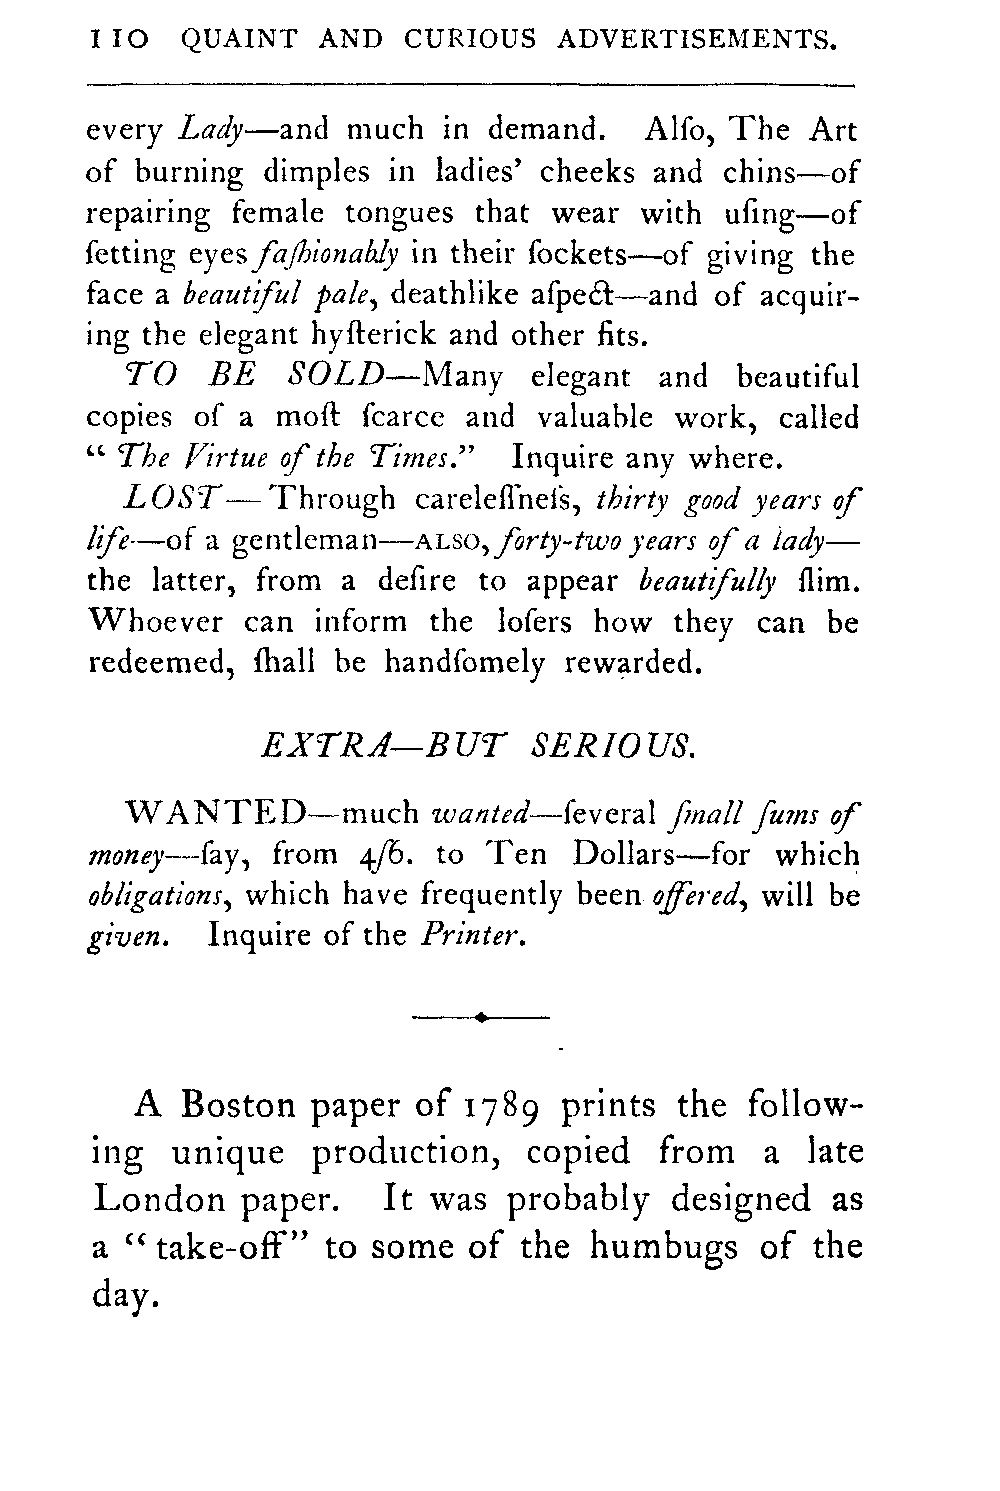 110 QUAINT AND CURIOUS ADVERTISEMENTS.
every Lady—and much in demand. Alſo, The Art
of burning dimples in ladies’ cheeks and chins—of
repairing female tongues that wear with uſing—of
ſetting eyes faſhionably in their ſockets—of giving the
face a beautiful pale, deathlike aſpect—and of acquir-
ing the elegant hyſterick and other fits.
TO BE SOLD—Many elegant and beautiful
copies of a moſt ſcarce and valuable work, called
“ The Virtue of the Times.” Inquire any where.
LOST—Through careleſſneſs, thirty good years of
life—of a gentleman—ALSO, forty-two years of a lady—
the latter, from a deſire to appear beautifully ſlim.
Whoever can inform the loſers how they can be
redeemed, ſhall be handſomely rewarded.
EXTRA—BUT SERIOUS.
WANTED—much wanted—ſeveral ſmall ſums of
money—ſay, from 4/6. to Ten Dollars—for which
obligations, which have frequently been offered, will be
given. Inquire of the Printer.
A Boston paper of 1789 prints the follow-
ing unique production, copied from a late
London paper. It was probably designed as
a “ take-off” to some of the humbugs of the
day.